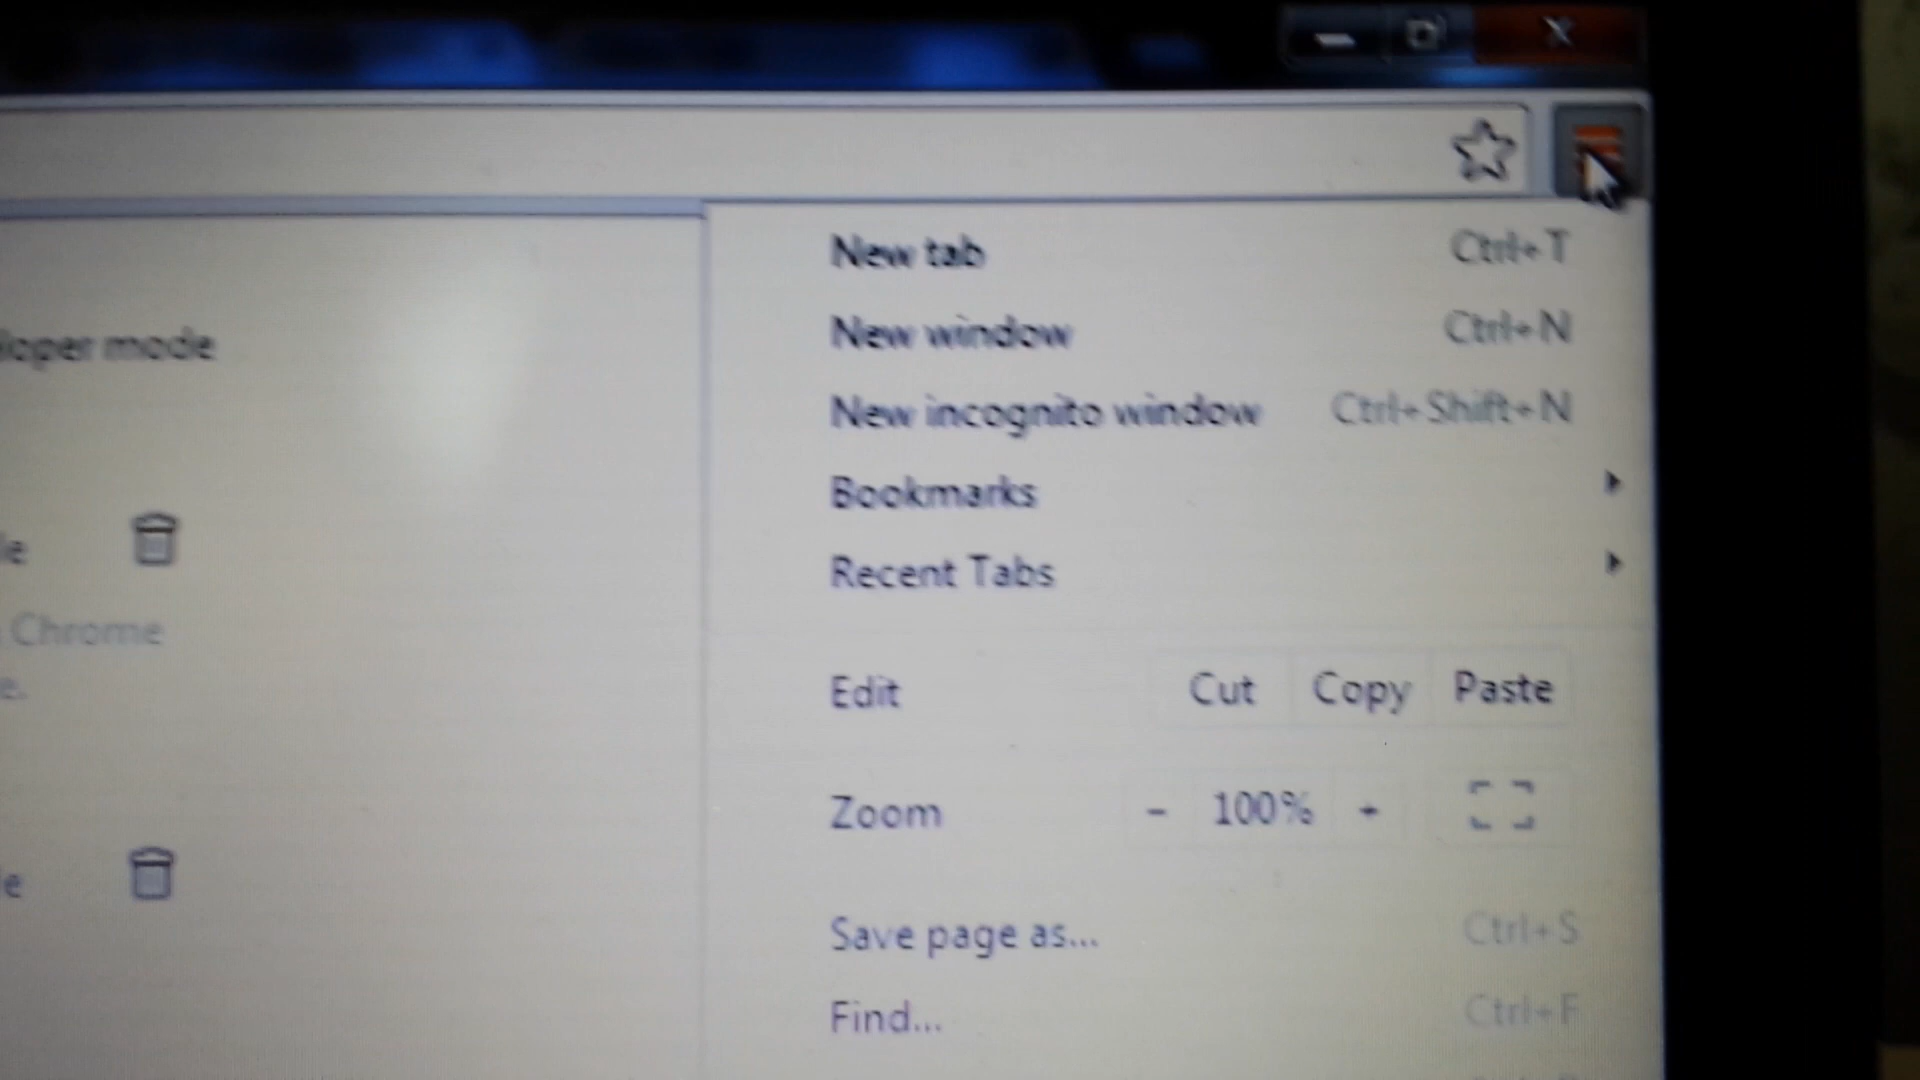 New tab Ctrl+T
New window Ctrl+N
loper mode
New incognito window Ctrl+Shift+N
Bookmarks
le
Recent Tabs
Chrome
e.
Edit Cut Copy Paste
Zoom - 100% +
e
Save page as... Ctrl+S
Find... Ctrl+F